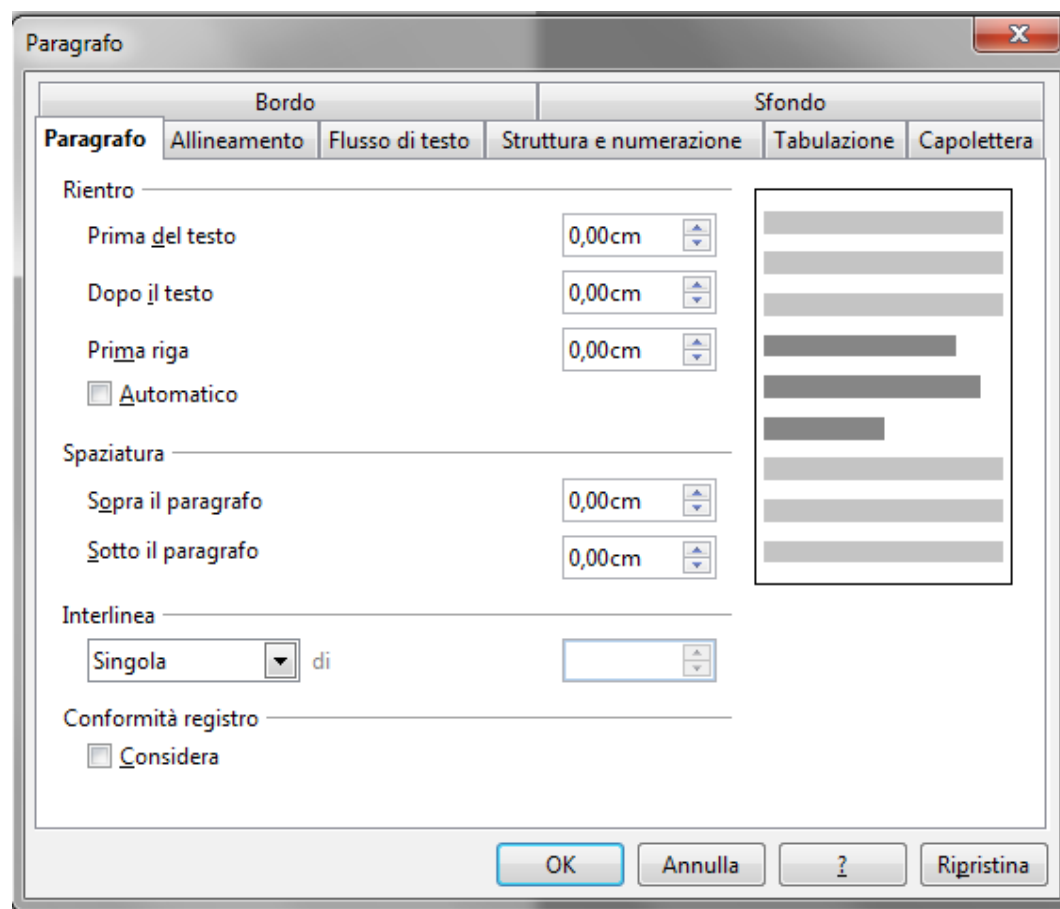 Paragrafo
Bordo Sfondo
Paragrafo Allineamento Flusso di testo Struttura e numerazione Tabulazione Capolettera
Rientro
Prima del testo 0,00cm
Dopo il testo 0,00cm
Prima riga 0,00cm
Automatico
Spaziatura
Sopra il paragrafo 0,00cm
Sotto il paragrafo 0,00cm
Interlinea
Singola di
Conformità registro
Considera
OK Annulla ? Ripristina